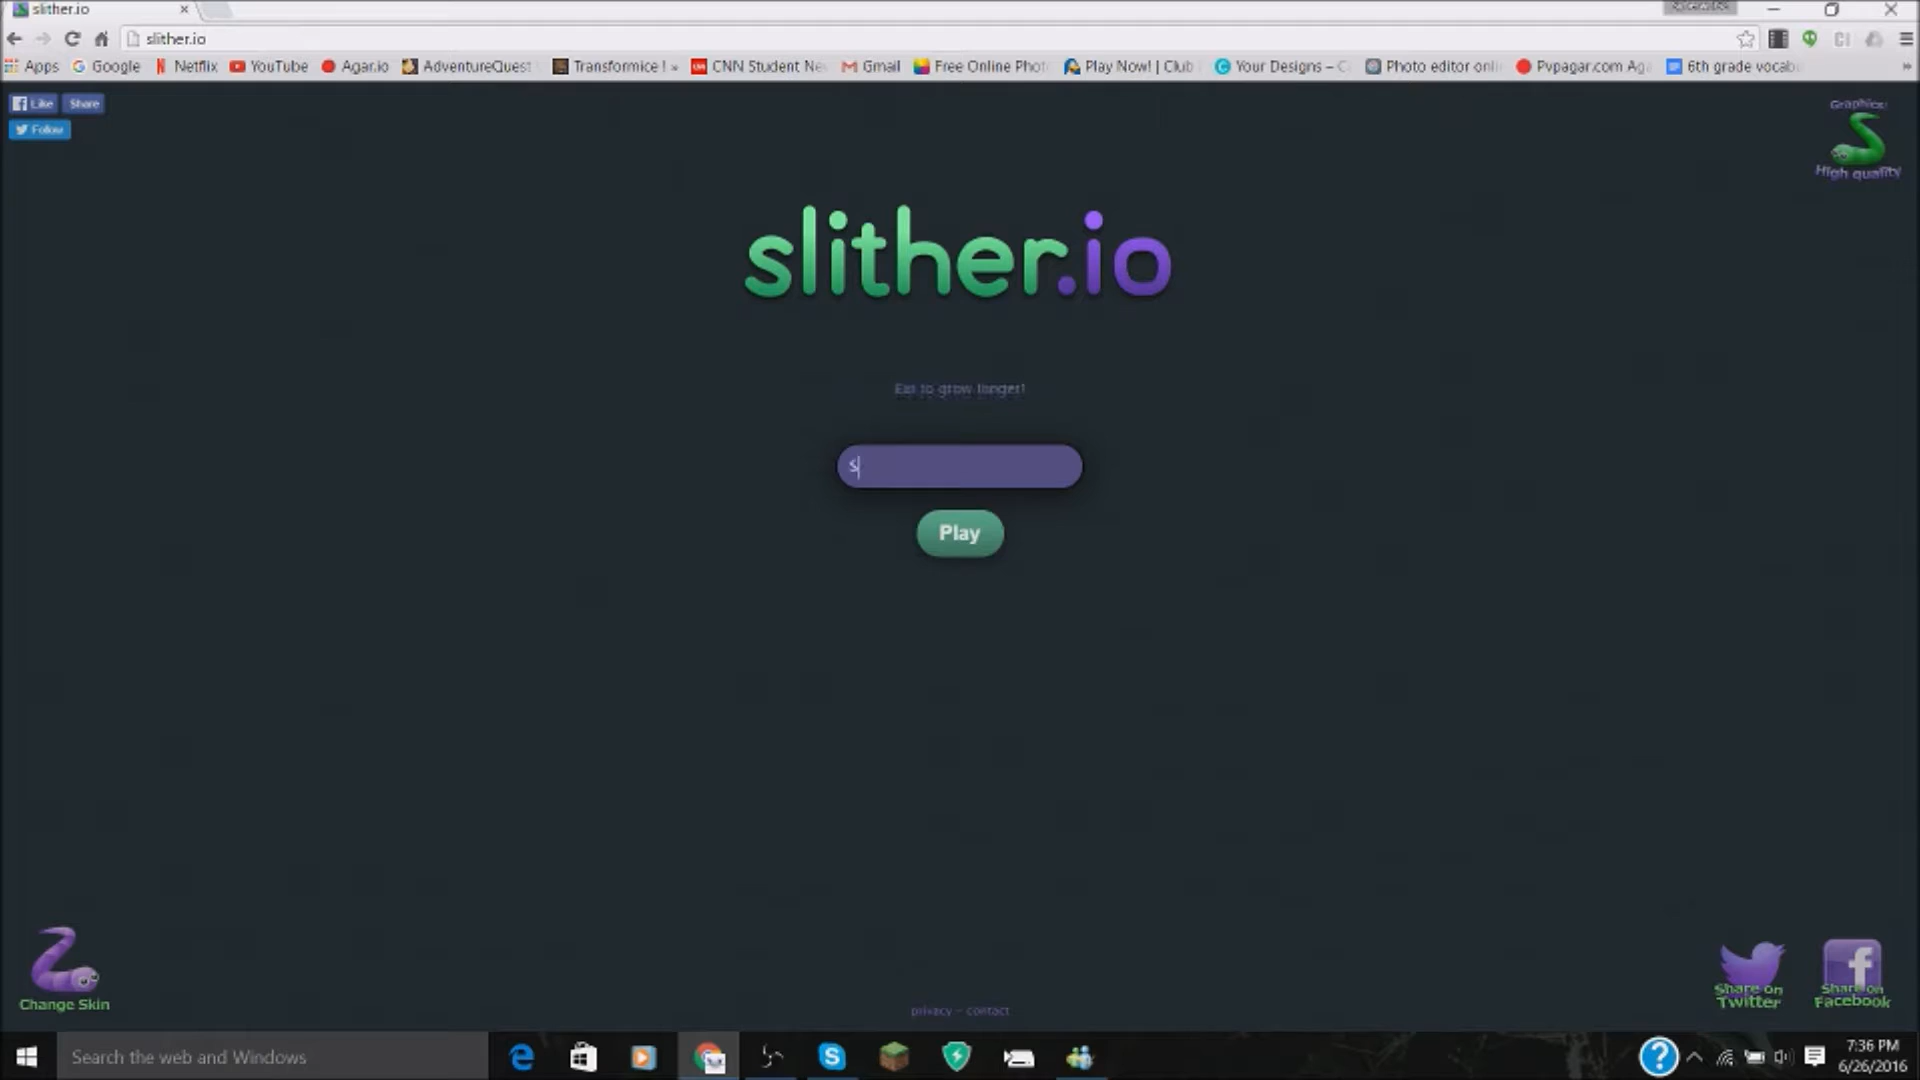 slither.io
slither.io
Apps Google Netflix YouTube Agar.io AdventureQuest Transformice ! » CNN Student Ne Gmail Free Online Phot Play Now! | Club Your Designs – C Photo editor onli Pvpagar.com Aga 6th grade vocabu »
Like Share
Follow
Graphics:
High quality
slither.io
Eat to grow longer!
s
Play
Change Skin
Share on Twitter
Share on Facebook
privacy - contact
Search the web and Windows
7:36 PM
6/26/2016